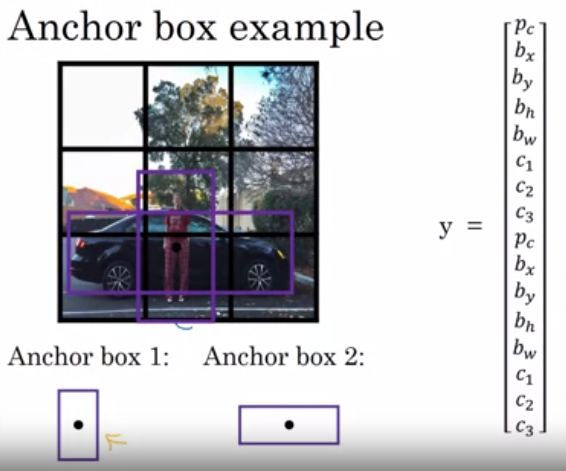 Anchor box example
y =
p_c
b_x
b_y
b_h
b_w
c_1
c_2
c_3
p_c
b_x
b_y
b_h
b_w
c_1
c_2
c_3
Anchor box 1: Anchor box 2: